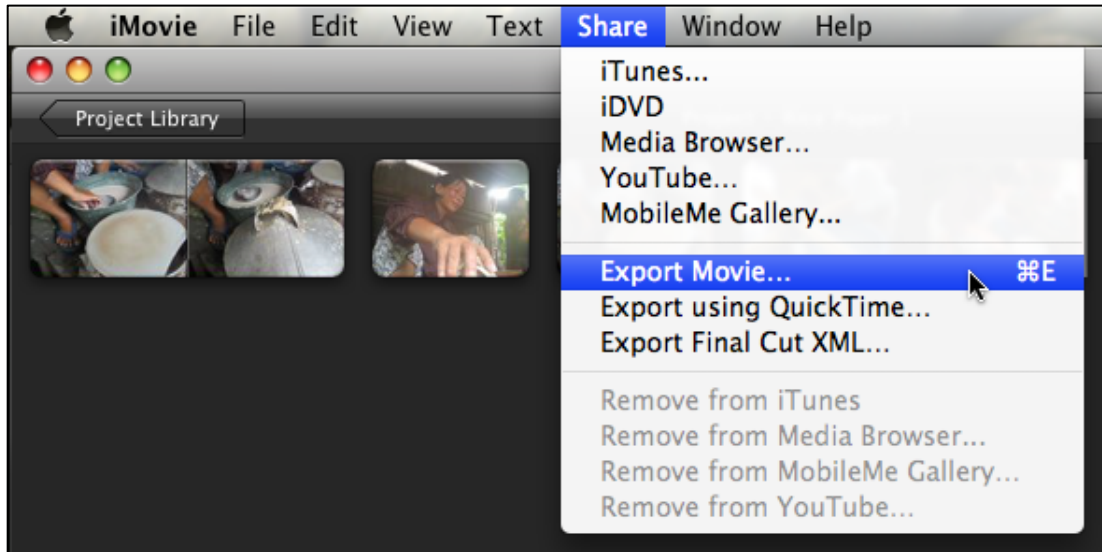 iMovie File Edit View Text Share Window Help
Project Library
iTunes...
iDVD
Media Browser...
YouTube...
MobileMe Gallery...
Export Movie... ⌘E
Export using QuickTime...
Export Final Cut XML...
Remove from iTunes
Remove from Media Browser...
Remove from MobileMe Gallery...
Remove from YouTube...